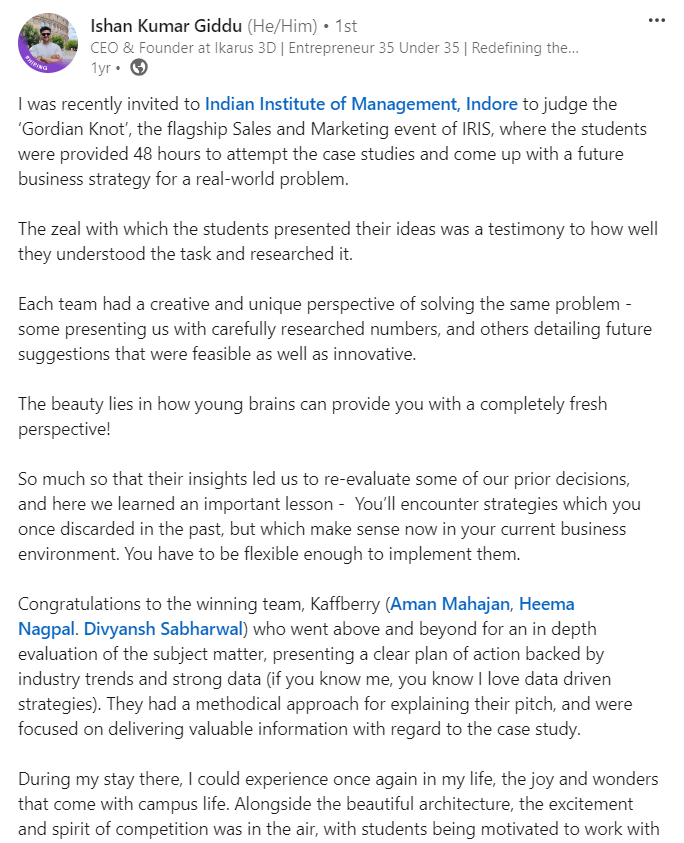 Ishan Kumar Giddu (He/Him) • 1st
CEO & Founder at Ikarus 3D | Entrepreneur 35 Under 35 | Redefining the...
1yr •
#HIRING
I was recently invited to Indian Institute of Management, Indore to judge the
‘Gordian Knot’, the flagship Sales and Marketing event of IRIS, where the students
were provided 48 hours to attempt the case studies and come up with a future
business strategy for a real-world problem.
The zeal with which the students presented their ideas was a testimony to how well
they understood the task and researched it.
Each team had a creative and unique perspective of solving the same problem -
some presenting us with carefully researched numbers, and others detailing future
suggestions that were feasible as well as innovative.
The beauty lies in how young brains can provide you with a completely fresh
perspective!
So much so that their insights led us to re-evaluate some of our prior decisions,
and here we learned an important lesson -  You’ll encounter strategies which you
once discarded in the past, but which make sense now in your current business
environment. You have to be flexible enough to implement them.
Congratulations to the winning team, Kaffberry (Aman Mahajan, Heema
Nagpal. Divyansh Sabharwal) who went above and beyond for an in depth
evaluation of the subject matter, presenting a clear plan of action backed by
industry trends and strong data (if you know me, you know I love data driven
strategies). They had a methodical approach for explaining their pitch, and were
focused on delivering valuable information with regard to the case study.
During my stay there, I could experience once again in my life, the joy and wonders
that come with campus life. Alongside the beautiful architecture, the excitement
and spirit of competition was in the air, with students being motivated to work with